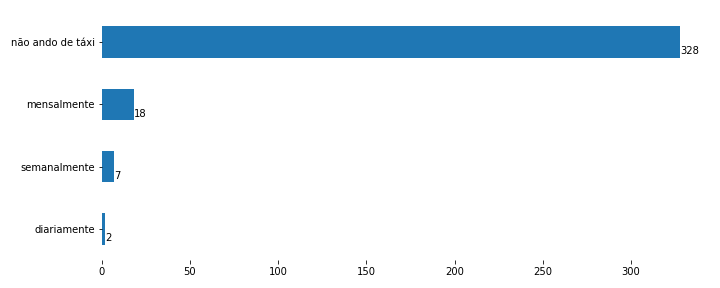 não ando de táxi
328
mensalmente
18
semanalmente
7
diariamente
2
0 50 100 150 200 250 300